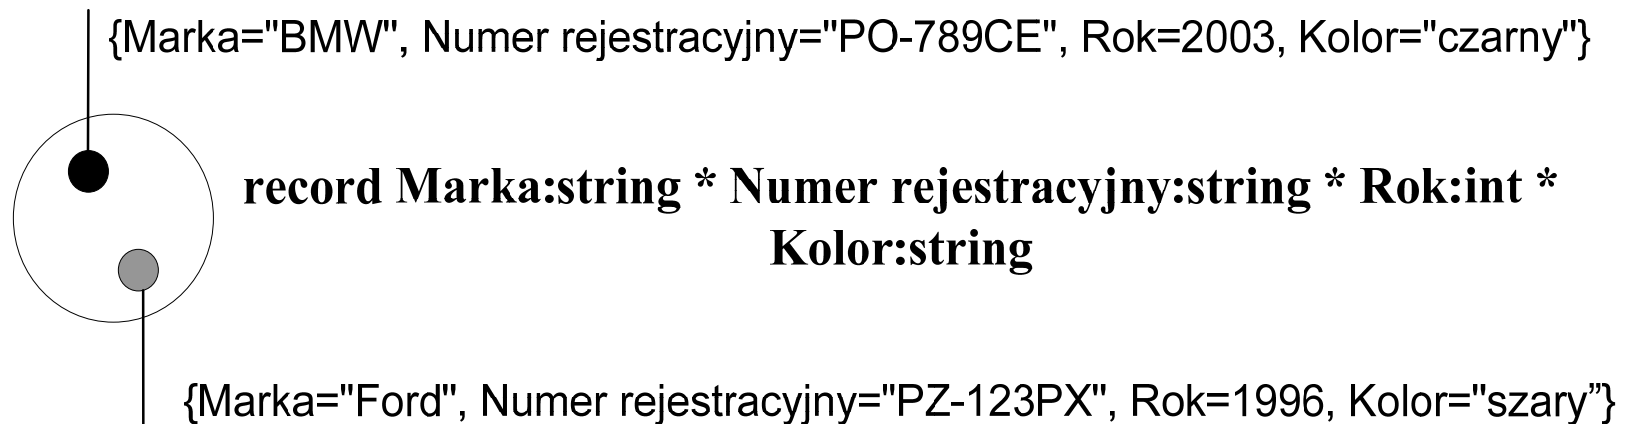 {Marka="BMW", Numer rejestracyjny="PO-789CE", Rok=2003, Kolor="czarny"}
record Marka:string * Numer rejestracyjny:string * Rok:int *
Kolor:string
{Marka="Ford", Numer rejestracyjny="PZ-123PX", Rok=1996, Kolor="szary”}